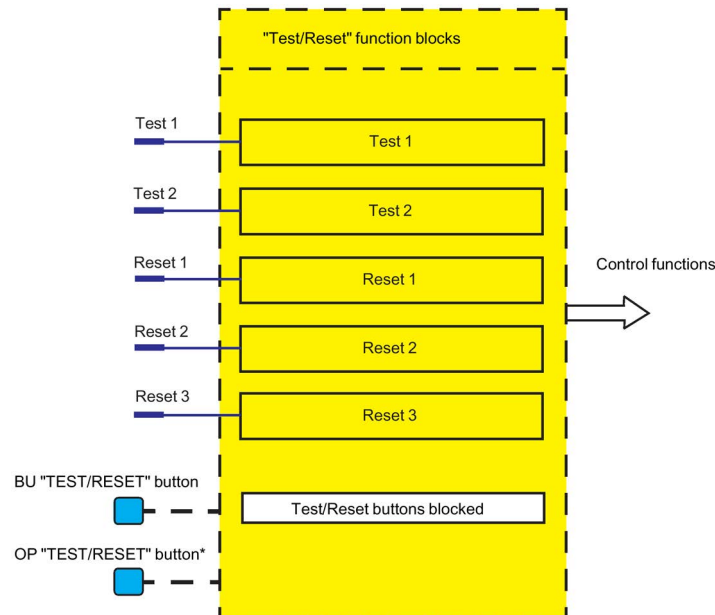 "Test/Reset" function blocks
Test 1
Test 1
Test 2
Test 2
Reset 1
Reset 1
Control functions
Reset 2
Reset 2
Reset 3
Reset 3
BU "TEST/RESET" button
Test/Reset buttons blocked
OP "TEST/RESET" button*